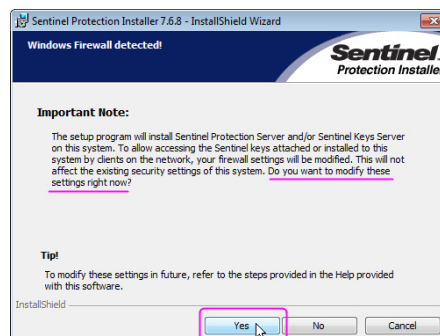 Sentinel Protection Installer 7.6.8 - InstallShield Wizard
Windows Firewall detected!
Sentinel
Protection Installer
Important Note:
The setup program will install Sentinel Protection Server and/or Sentinel Keys Server
on this system. To allow accessing the Sentinel keys attached or installed to this
system by clients on the network, your firewall settings will be modified. This will not
affect the existing security settings of this system. Do you want to modify these
settings right now?
Tip!
To modify these settings in future, refer to the steps provided in the Help provided
with this software.
InstallShield
Yes
No
Cancel